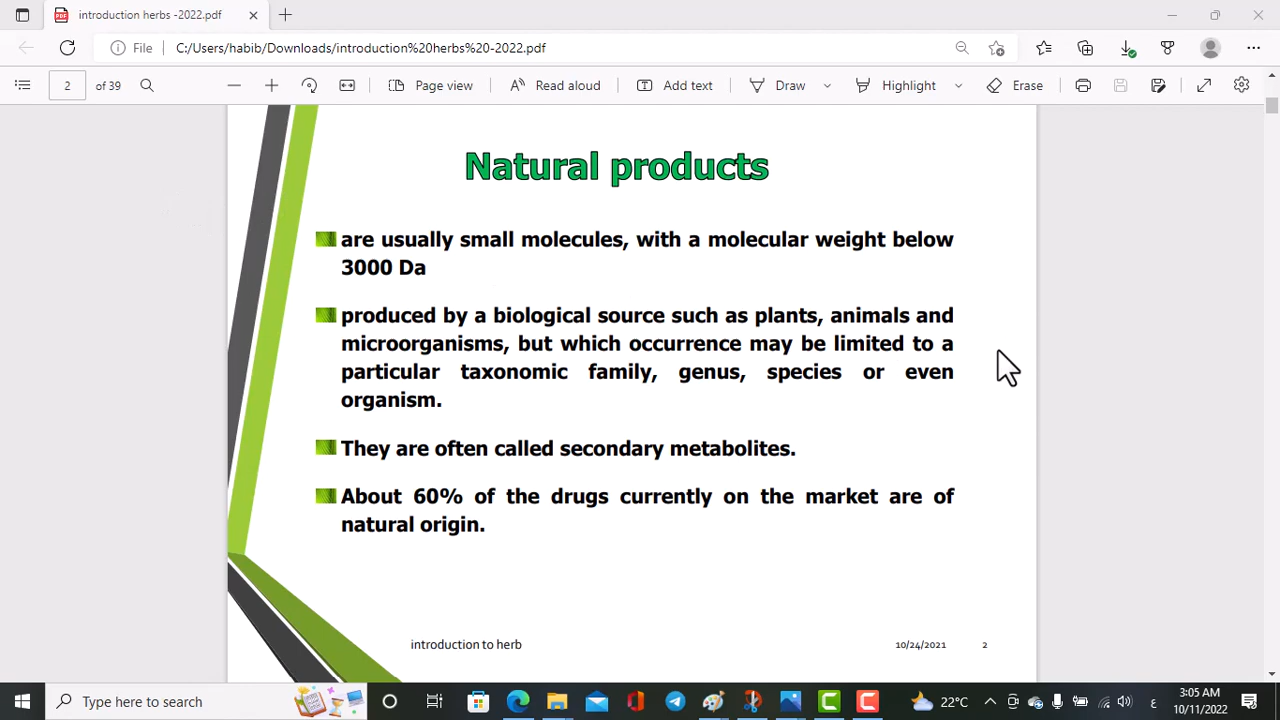 introduction herbs -2022.pdf
File
C:/Users/habib/Downloads/introduction%20herbs%20-2022.pdf
2 of 39
Page view
Read aloud
Add text
Draw
Highlight
Erase
Natural products
are usually small molecules, with a molecular weight below
3000 Da
produced by a biological source such as plants, animals and
microorganisms, but which occurrence may be limited to a
particular taxonomic family, genus, species or even
organism.
They are often called secondary metabolites.
About 60% of the drugs currently on the market are of
natural origin.
introduction to herb
10/24/2021
2
Type here to search
22°C
ع
3:05 AM
10/11/2022